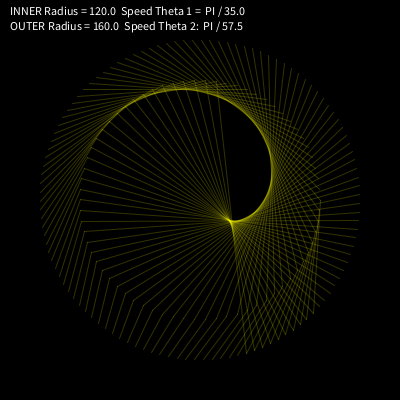 INNER Radius = 120.0  Speed Theta 1 =  PI / 35.0
OUTER Radius = 160.0  Speed Theta 2:  PI / 57.5